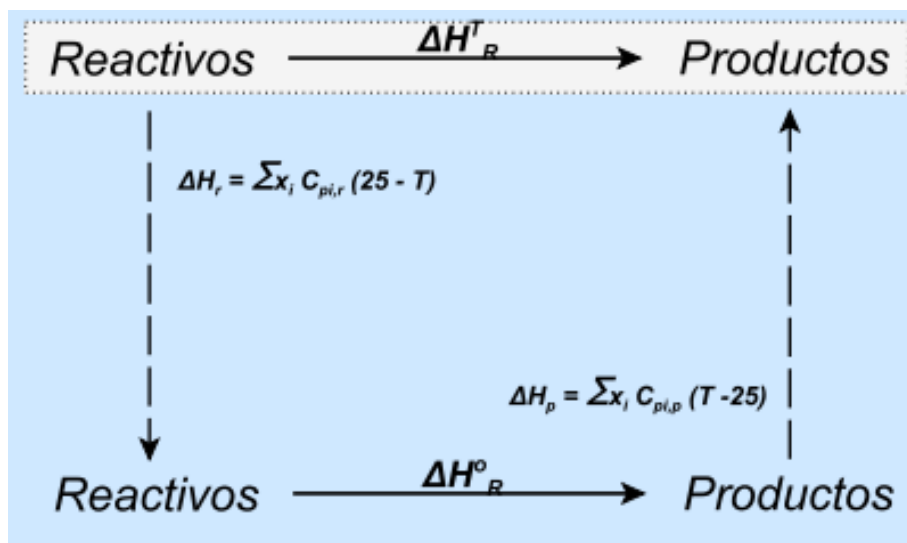 ΔH^T_R
Reactivos Productos
ΔH_r = Σx_i C_pi,r (25 - T)
ΔH_p = Σx_i C_pi,p (T -25)
ΔH^o_R
Reactivos Productos